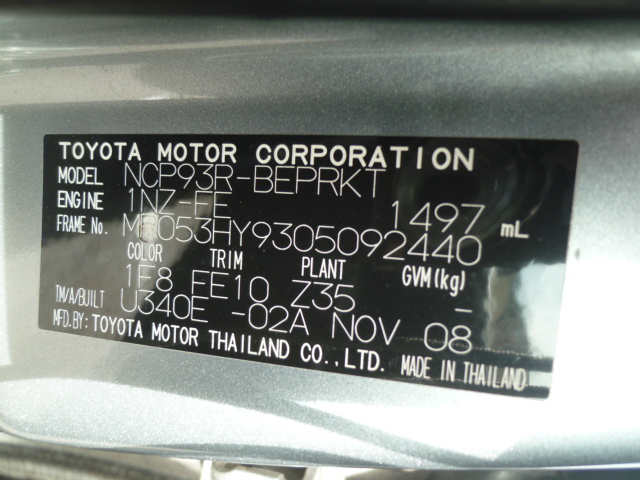 TOYOTA MOTOR CORPORATION
MODEL NCP93R-BEPRKT
ENGINE 1NZ-FE 1497 mL
FRAME No.
COLOR TRIM PLANT GVM(kg)
1F8 FE10 Z35 -
TM/A/BUILT U340E -02A NOV 08
MFD.BY: TOYOTA MOTOR THAILAND CO.,LTD. MADE IN THAILAND